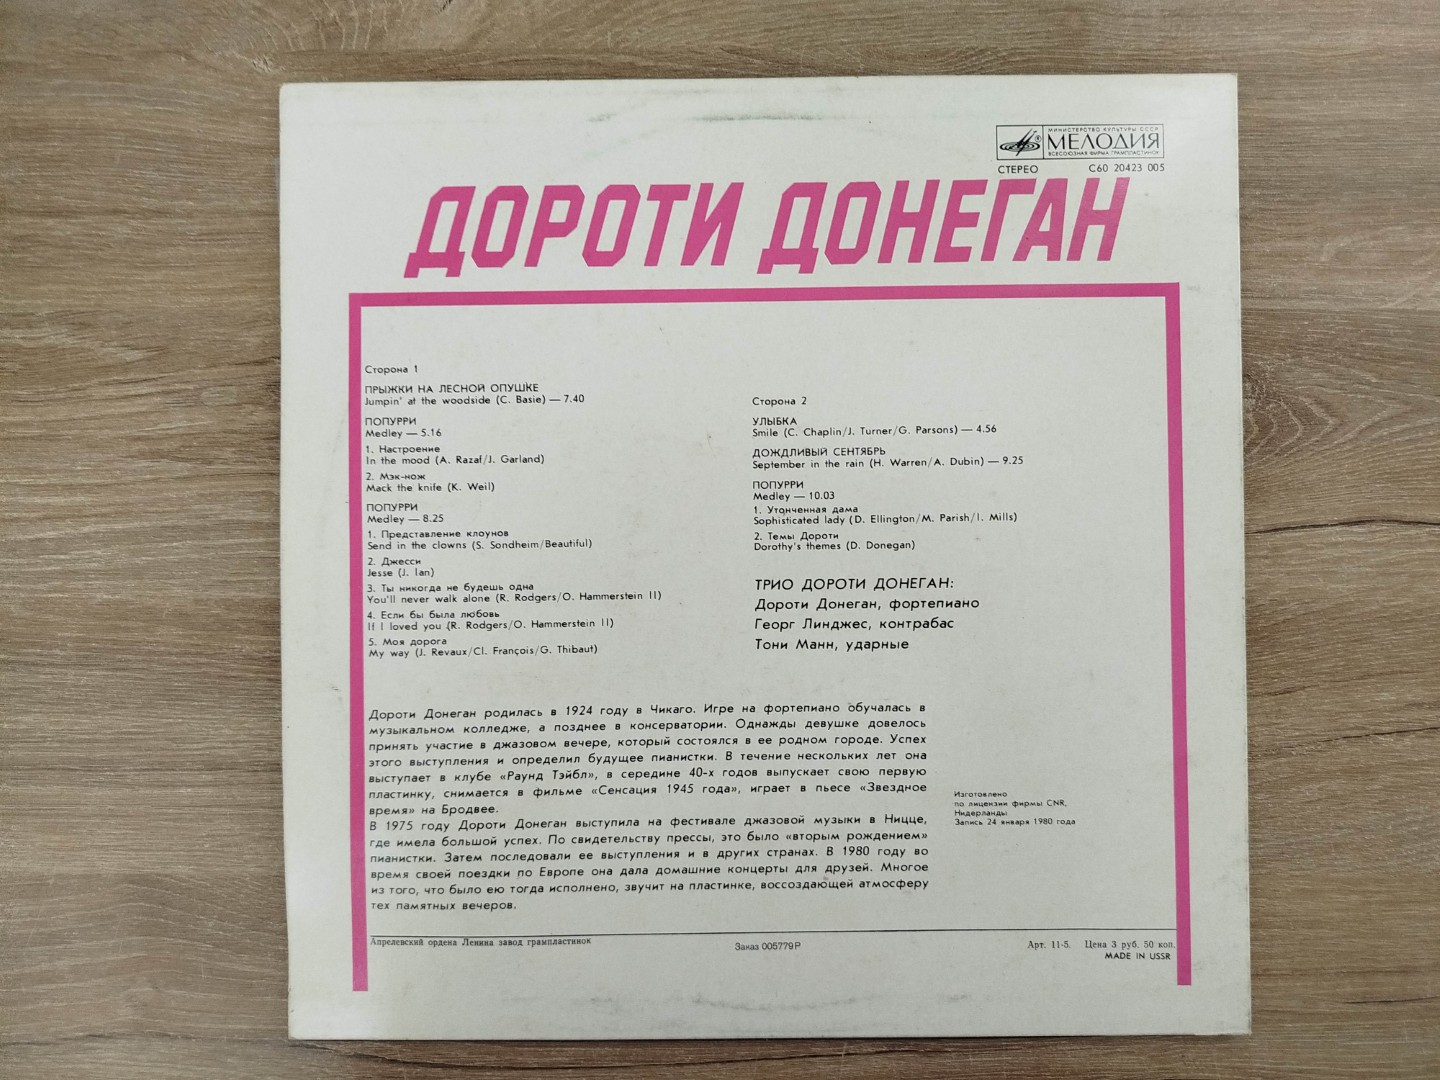 МИНИСТЕРСТВО КУЛЬТУРЫ СССР
МЕЛОДИЯ
ВСЕСОЮЗНАЯ ФИРМА ГРАМПЛАСТИНОК
СТЕРЕО С60 20423 005
ДОРОТИ ДОНЕГАН
Сторона 1
ПРЫЖКИ НА ЛЕСНОЙ ОПУШКЕ
Jumpin' at the woodside (C. Basie) — 7.40
ПОПУРРИ
Medley — 5.16
1. Настроение
In the mood (A. Razaf/J. Garland)
2. Мэк-нож
Mack the knife (K. Weil)
ПОПУРРИ
Medley — 8.25
1. Представление клоунов
Send in the clowns (S. Sondheim/Beautiful)
2. Джесси
Jesse (J. Ian)
3. Ты никогда не будешь одна
You'll never walk alone (R. Rodgers/O. Hammerstein II)
4. Если бы была любовь
If I loved you (R. Rodgers/O. Hammerstein II)
5. Моя дорога
My way (J. Revaux/Cl. François/G. Thibaut)
Сторона 2
УЛЫБКА
Smile (C. Chaplin/J. Turner/G. Parsons) — 4.56
ДОЖДЛИВЫЙ СЕНТЯБРЬ
September in the rain (H. Warren/A. Dubin) — 9.25
ПОПУРРИ
Medley — 10.03
1. Утонченная дама
Sophisticated lady (D. Ellington/M. Parish/I. Mills)
2. Темы Дороти
Dorothy's themes (D. Donegan)
ТРИО ДОРОТИ ДОНЕГАН:
Дороти Донеган, фортепиано
Георг Линджес, контрабас
Тони Манн, ударные
Дороти Донеган родилась в 1924 году в Чикаго. Игре на фортепиано обучалась в
музыкальном колледже, а позднее в консерватории. Однажды девушке довелось
принять участие в джазовом вечере, который состоялся в ее родном городе. Успех
этого выступления и определил будущее пианистки. В течение нескольких лет она
выступает в клубе «Раунд Тэйбл», в середине 40-х годов выпускает свою первую
пластинку, снимается в фильме «Сенсация 1945 года», играет в пьесе «Звездное
время» на Бродвее.
В 1975 году Дороти Донеган выступила на фестивале джазовой музыки в Ницце,
где имела большой успех. По свидетельству прессы, это было «вторым рождением»
пианистки. Затем последовали ее выступления и в других странах. В 1980 году во
время своей поездки по Европе она дала домашние концерты для друзей. Многое
из того, что было ею тогда исполнено, звучит на пластинке, воссоздающей атмосферу
тех памятных вечеров.
Изготовлено
по лицензии фирмы CNR,
Нидерланды
Запись 24 января 1980 года
Апрелевский ордена Ленина завод грампластинок
Заказ 005779Р
Арт. 11-5. Цена 3 руб. 50 коп.
MADE IN USSR